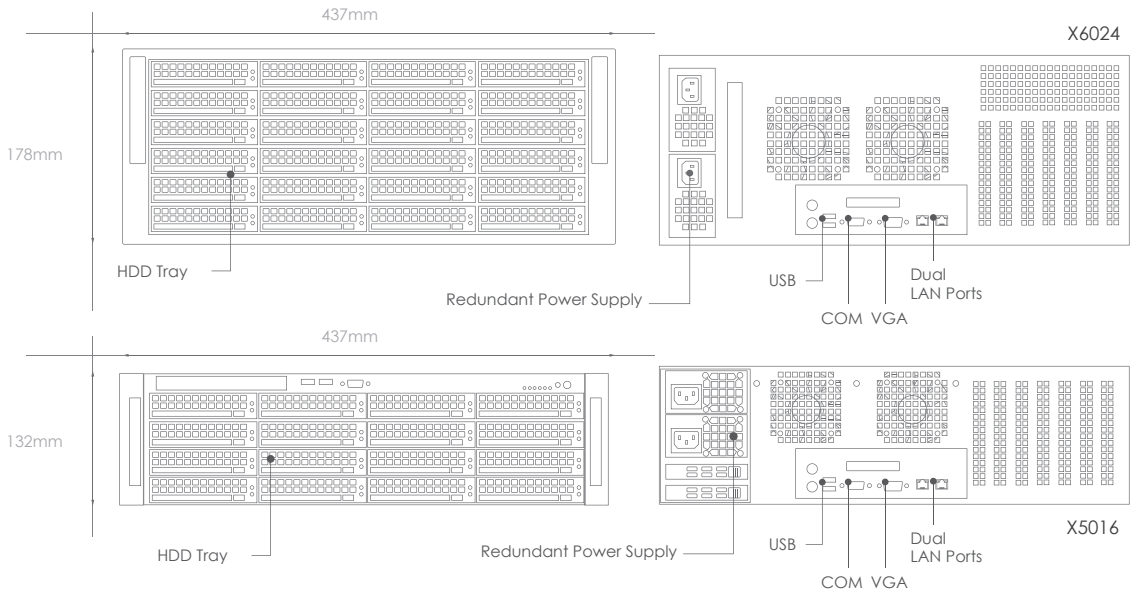 437mm
X6024
178mm
HDD Tray
Redundant Power Supply
USB
Dual
LAN Ports
COM VGA
437mm
132mm
X5016
HDD Tray
Redundant Power Supply
USB
Dual
LAN Ports
COM VGA